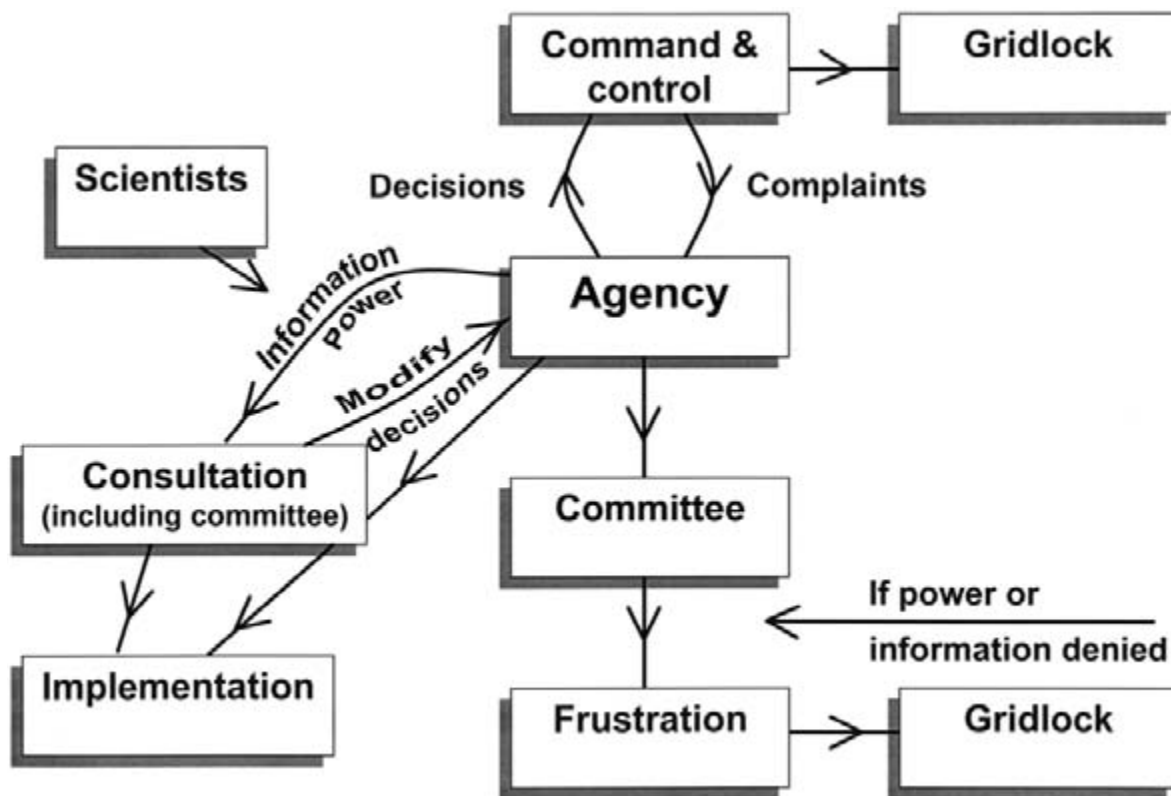 Command &
control
Gridlock
Scientists
Decisions
Complaints
Information
Power
Agency
Modify
decisions
Consultation
(including committee)
Committee
If power or
information denied
Implementation
Frustration
Gridlock